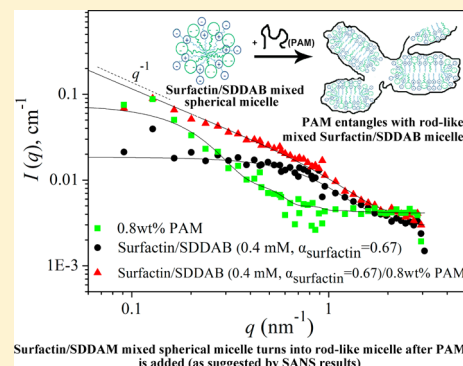 + (PAM)
Surfactin/SDDAB mixed
spherical micelle
PAM entangles with rod-like
mixed Surfactin/SDDAB micelle
q⁻¹
I (q), cm⁻¹
0.1
0.01
1E-3
0.8wt% PAM
Surfactin/SDDAB (0.4 mM, αsurfactin=0.67)
Surfactin/SDDAB (0.4 mM, αsurfactin=0.67)/0.8wt% PAM
0.1
1
q (nm⁻¹)
Surfactin/SDDAM mixed spherical micelle turns into rod-like micelle after PAM
is added (as suggested by SANS results)